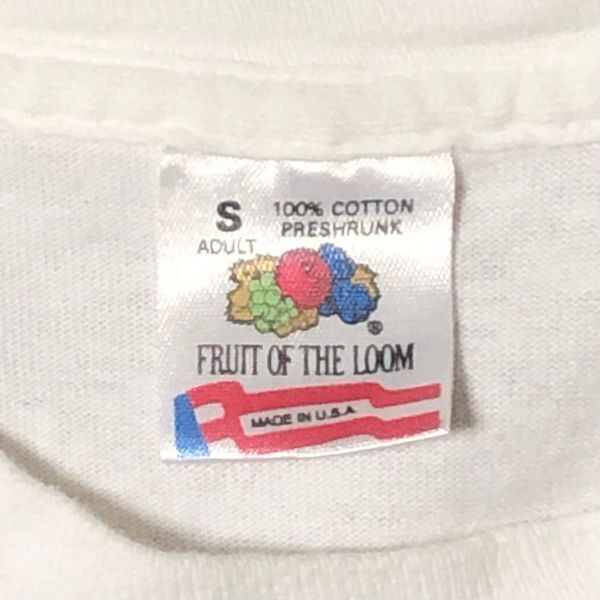 S 100% COTTON
ADULT PRESHRUNK
®
FRUIT OF THE LOOM
MADE IN U.S.A.